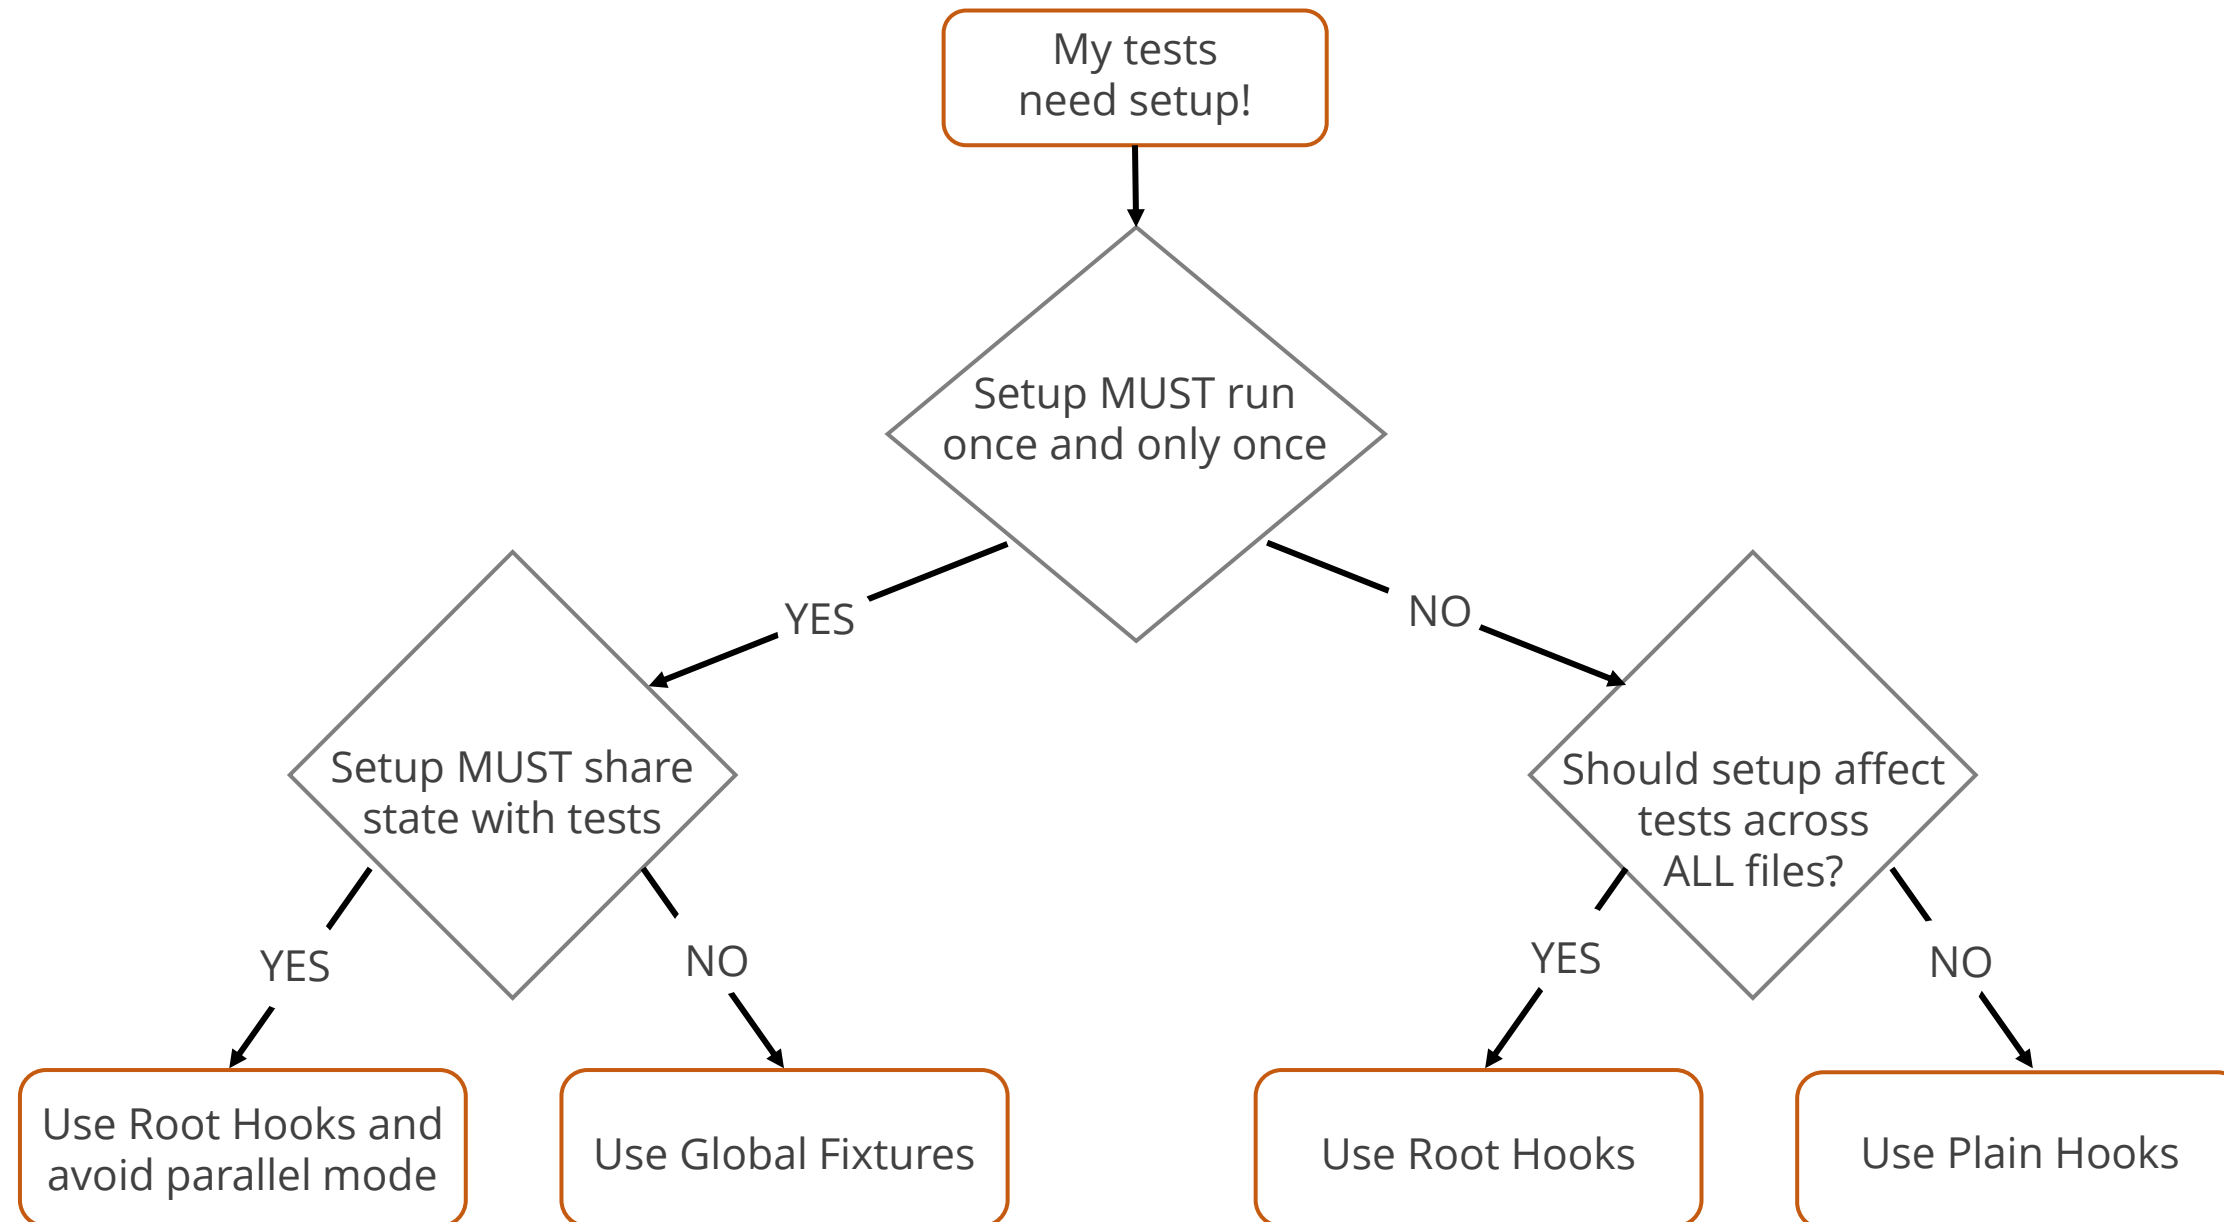 My tests
need setup!
Setup MUST run
once and only once
YES
NO
Setup MUST share
state with tests
Should setup affect
tests across
ALL files?
YES
NO
YES
NO
Use Root Hooks and
avoid parallel mode
Use Global Fixtures
Use Root Hooks
Use Plain Hooks